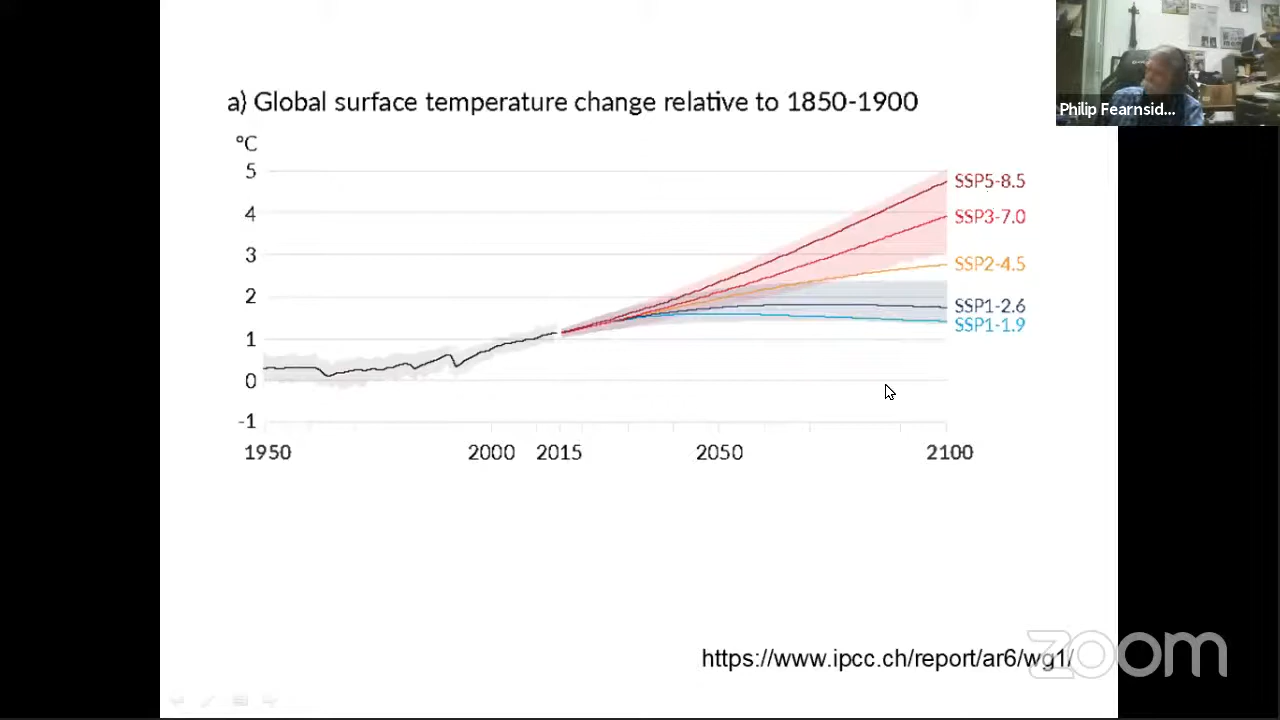 Philip Fearnsid...
a) Global surface temperature change relative to 1850-1900
°C
5
4
3
2
1
0
-1
SSP5-8.5
SSP3-7.0
SSP2-4.5
SSP1-2.6
SSP1-1.9
1950 2000 2015 2050 2100
https://www.ipcc.ch/report/ar6/wg1/
zoom